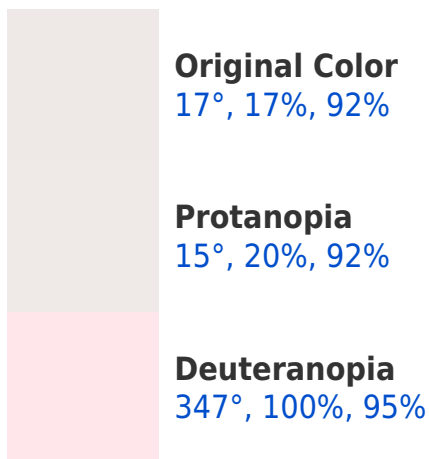 Original Color
17°, 17%, 92%
Protanopia
15°, 20%, 92%
Deuteranopia
347°, 100%, 95%